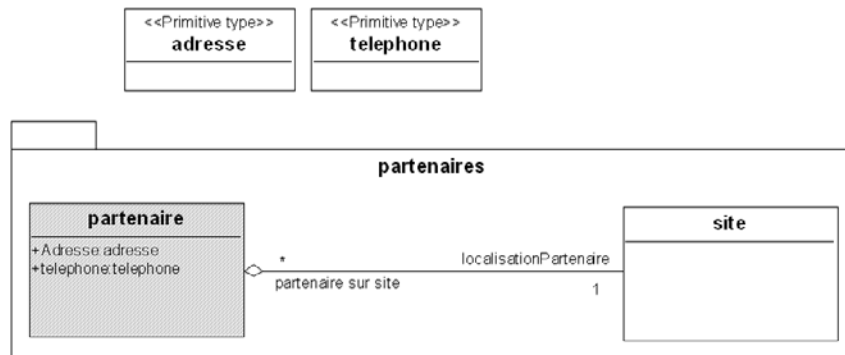 <<Primitive type>>
adresse
<<Primitive type>>
telephone
partenaires
partenaire
+Adresse:adresse
+telephone:telephone
site
*
localisationPartenaire
partenaire sur site
1